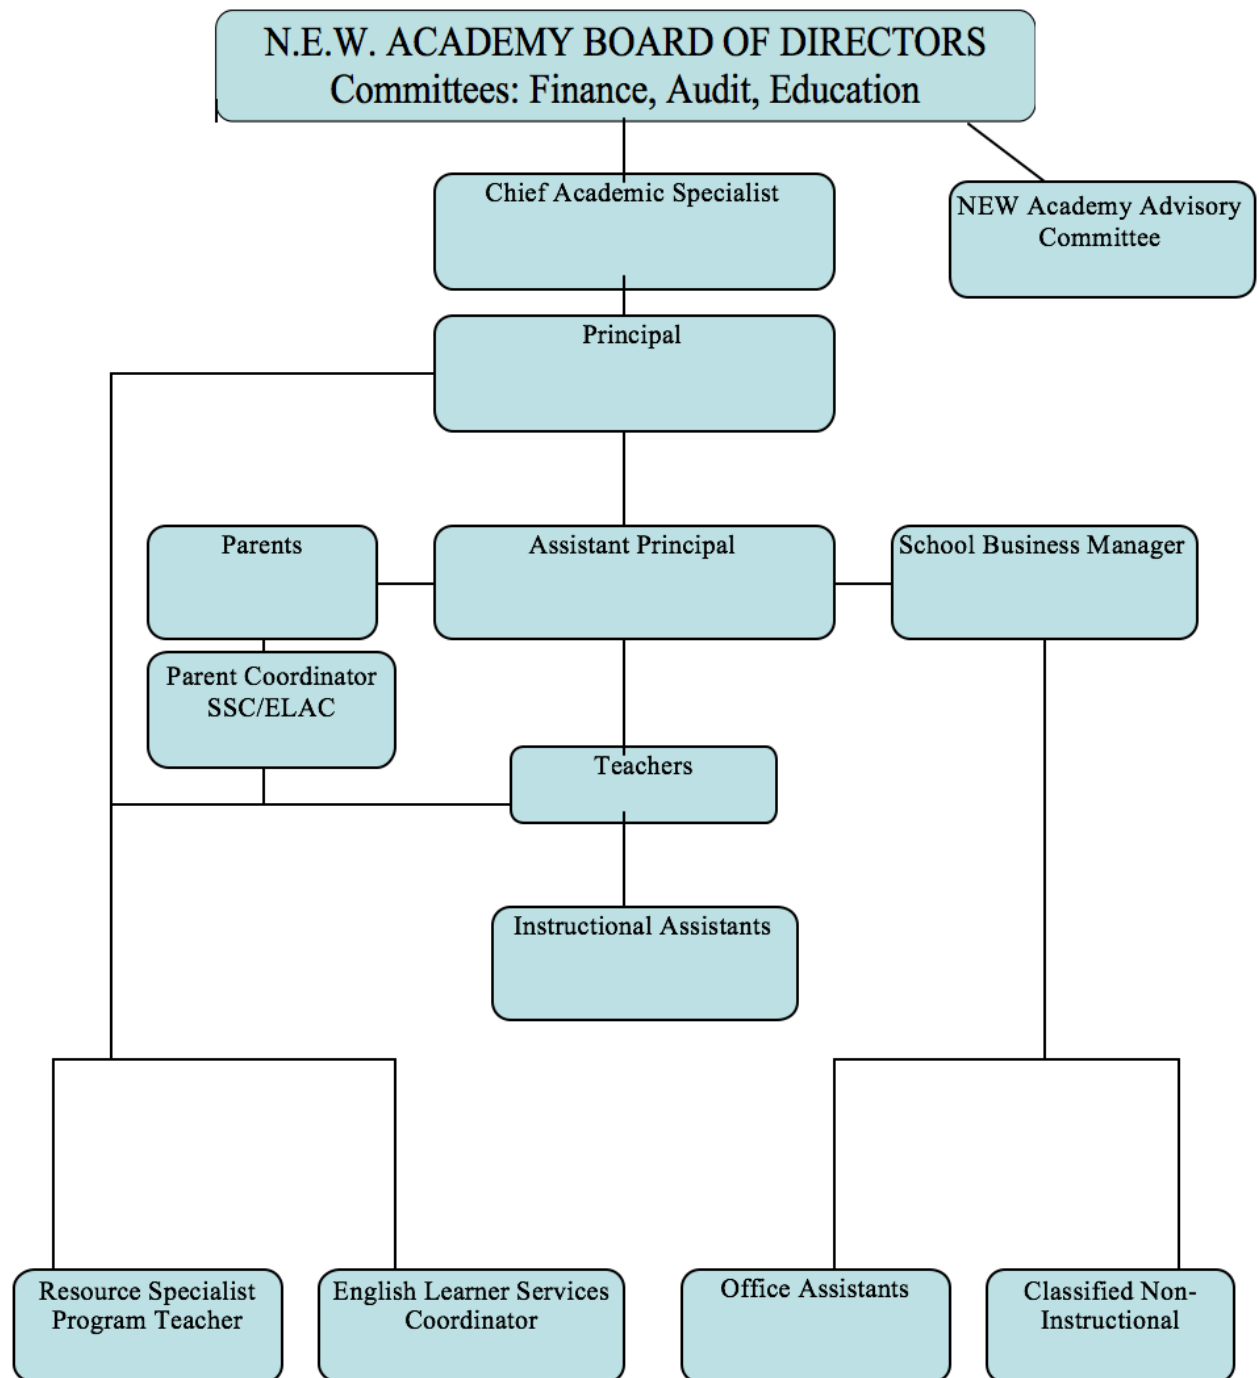 N.E.W. ACADEMY BOARD OF DIRECTORS
Committees: Finance, Audit, Education
Chief Academic Specialist
NEW Academy Advisory
Committee
Principal
Parents
Assistant Principal
School Business Manager
Parent Coordinator
SSC/ELAC
Teachers
Instructional Assistants
Resource Specialist
Program Teacher
English Learner Services
Coordinator
Office Assistants
Classified Non-
Instructional